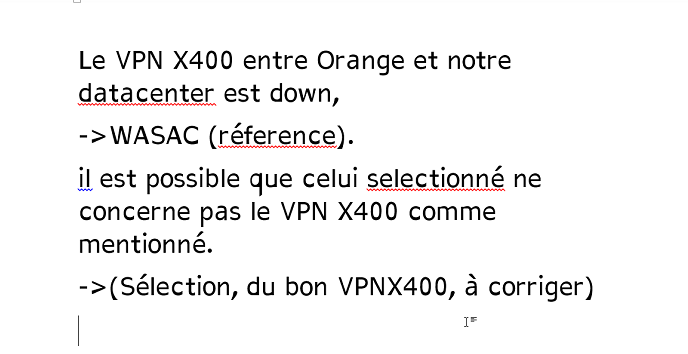 Le VPN X400 entre Orange et notre
datacenter est down,
->WASAC (réference).
il est possible que celui selectionné ne
concerne pas le VPN X400 comme
mentionné.
->(Sélection, du bon VPNX400, à corriger)